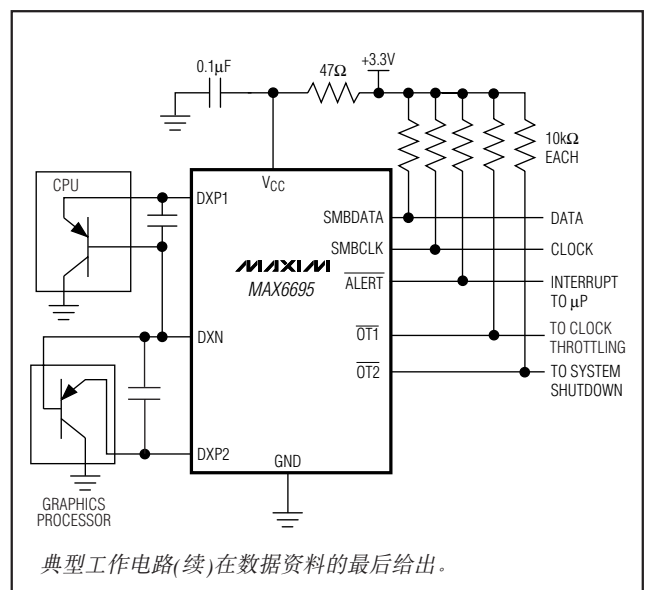 +3.3V
0.1μF
47Ω
10kΩ
EACH
CPU
DXP1
VCC
SMBDATA
DATA
SMBCLK
CLOCK
MAXIM
MAX6695
ALERT
INTERRUPT
TO μP
DXN
OT1
TO CLOCK
THROTTLING
OT2
TO SYSTEM
SHUTDOWN
DXP2
GND
GRAPHICS
PROCESSOR
典型工作电路(续)在数据资料的最后给出。